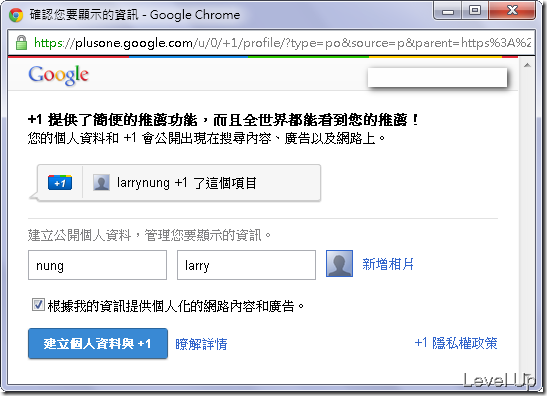 確認您要顯示的資訊 - Google Chrome
https://plusone.google.com/u/0/+1/profile/?type=po&source=p&parent=https%3A%2
Google
+1 提供了簡便的推薦功能，而且全世界都能看到您的推薦！
您的個人資料和 +1 會公開出現在搜尋內容、廣告以及網路上。
+1 larrynung +1 了這個項目
建立公開個人資料，管理您要顯示的資訊。
nung larry 新增相片
根據我的資訊提供個人化的網路內容和廣告。
建立個人資料與 +1 瞭解詳情 +1 隱私權政策
Level Up